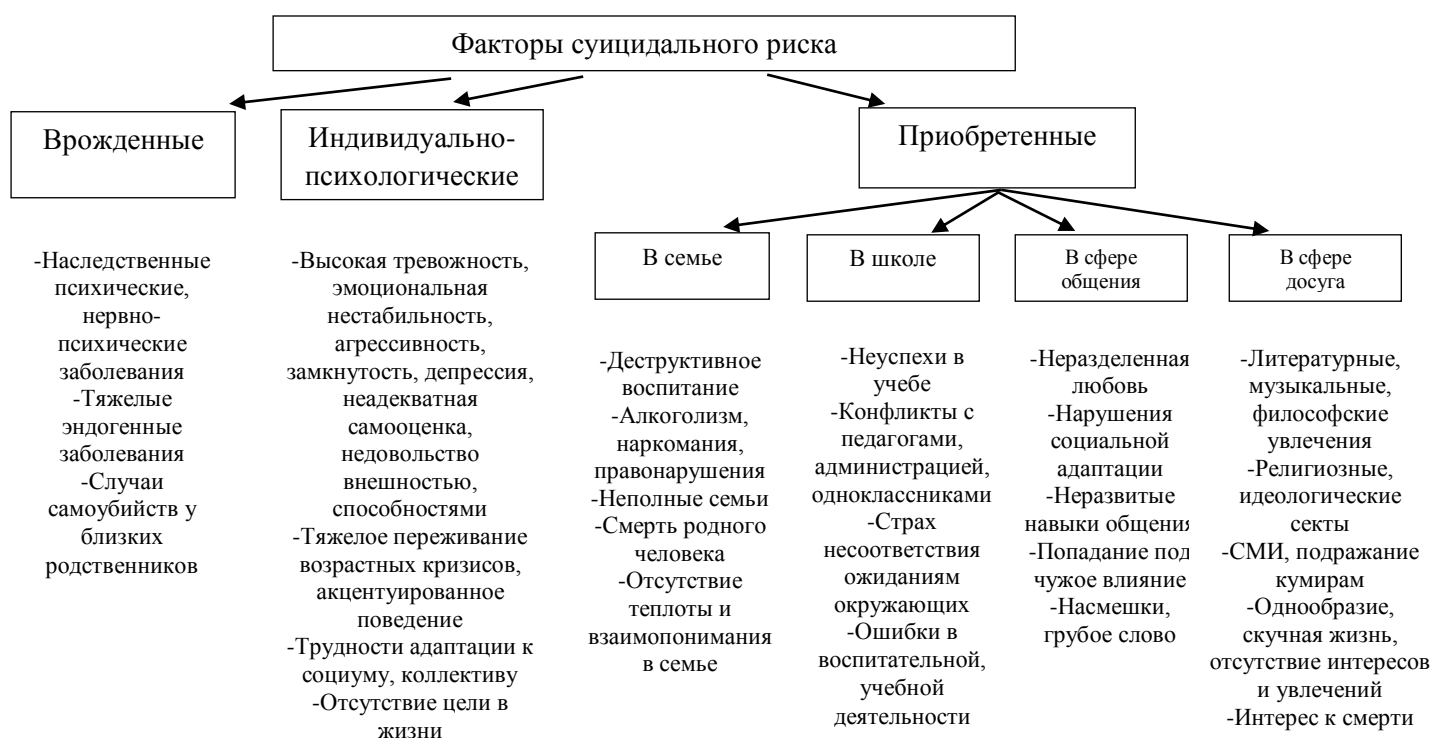 Факторы суицидального риска
Врожденные
Индивидуально-
психологические
Приобретенные
-Наследственные
психические,
нервно-
психические
заболевания
-Тяжелые
эндогенные
заболевания
-Случаи
самоубийств у
близких
родственников
-Высокая тревожность,
эмоциональная
нестабильность,
агрессивность,
замкнутость, депрессия,
неадекватная
самооценка,
недовольство
внешностью,
способностями
-Тяжелое переживание
возрастных кризисов,
акцентуированное
поведение
-Трудности адаптации к
социуму, коллективу
-Отсутствие цели в
жизни
В семье
-Деструктивное
воспитание
-Алкоголизм,
наркомания,
правонарушения
-Неполные семьи
-Смерть родного
человека
-Отсутствие
теплоты и
взаимопонимания
в семье
В школе
-Неуспехи в
учебе
-Конфликты с
педагогами,
администрацией,
одноклассниками
-Страх
несоответствия
ожиданиям
окружающих
-Ошибки в
воспитательной,
учебной
деятельности
В сфере
общения
-Неразделенная
любовь
-Нарушения
социальной
адаптации
-Неразвитые
навыки общения
-Попадание под
чужое влияние
-Насмешки,
грубое слово
В сфере
досуга
-Литературные,
музыкальные,
философские
увлечения
-Религиозные,
идеологические
секты
-СМИ, подражание
кумирам
-Однообразие,
скучная жизнь,
отсутствие интересов
и увлечений
-Интерес к смерти